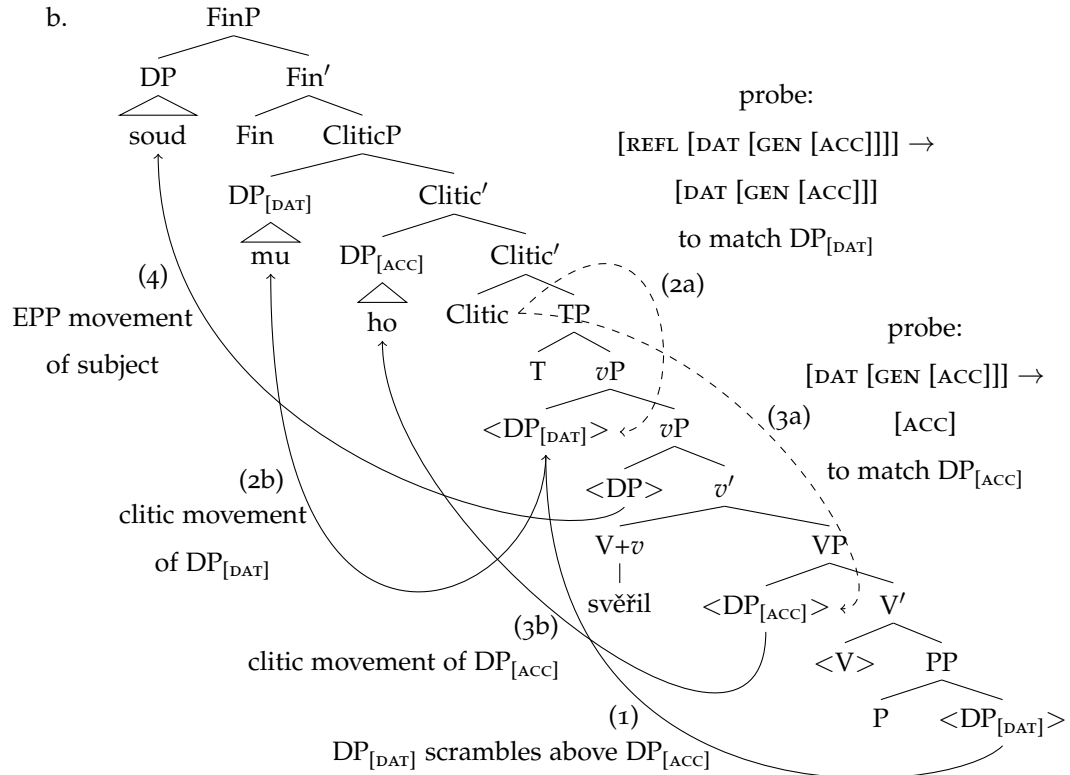 b.
FinP
DP Fin′
soud Fin CliticP
probe:
[REFL [DAT [GEN [ACC]]]] →
[DAT [GEN [ACC]]]
to match DP[DAT]
DP[DAT] Clitic′
mu DP[ACC] Clitic′
ho Clitic TP
(2a)
(4)
EPP movement
of subject
T vP
probe:
[DAT [GEN [ACC]]] →
[ACC]
to match DP[ACC]
(3a)
<DP[DAT]> vP
<DP> v′
(2b)
clitic movement
of DP[DAT]
V+v VP
svěřil <DP[ACC]> V′
(3b)
clitic movement of DP[ACC]
<V> PP
P <DP[DAT]>
(1)
DP[DAT] scrambles above DP[ACC]